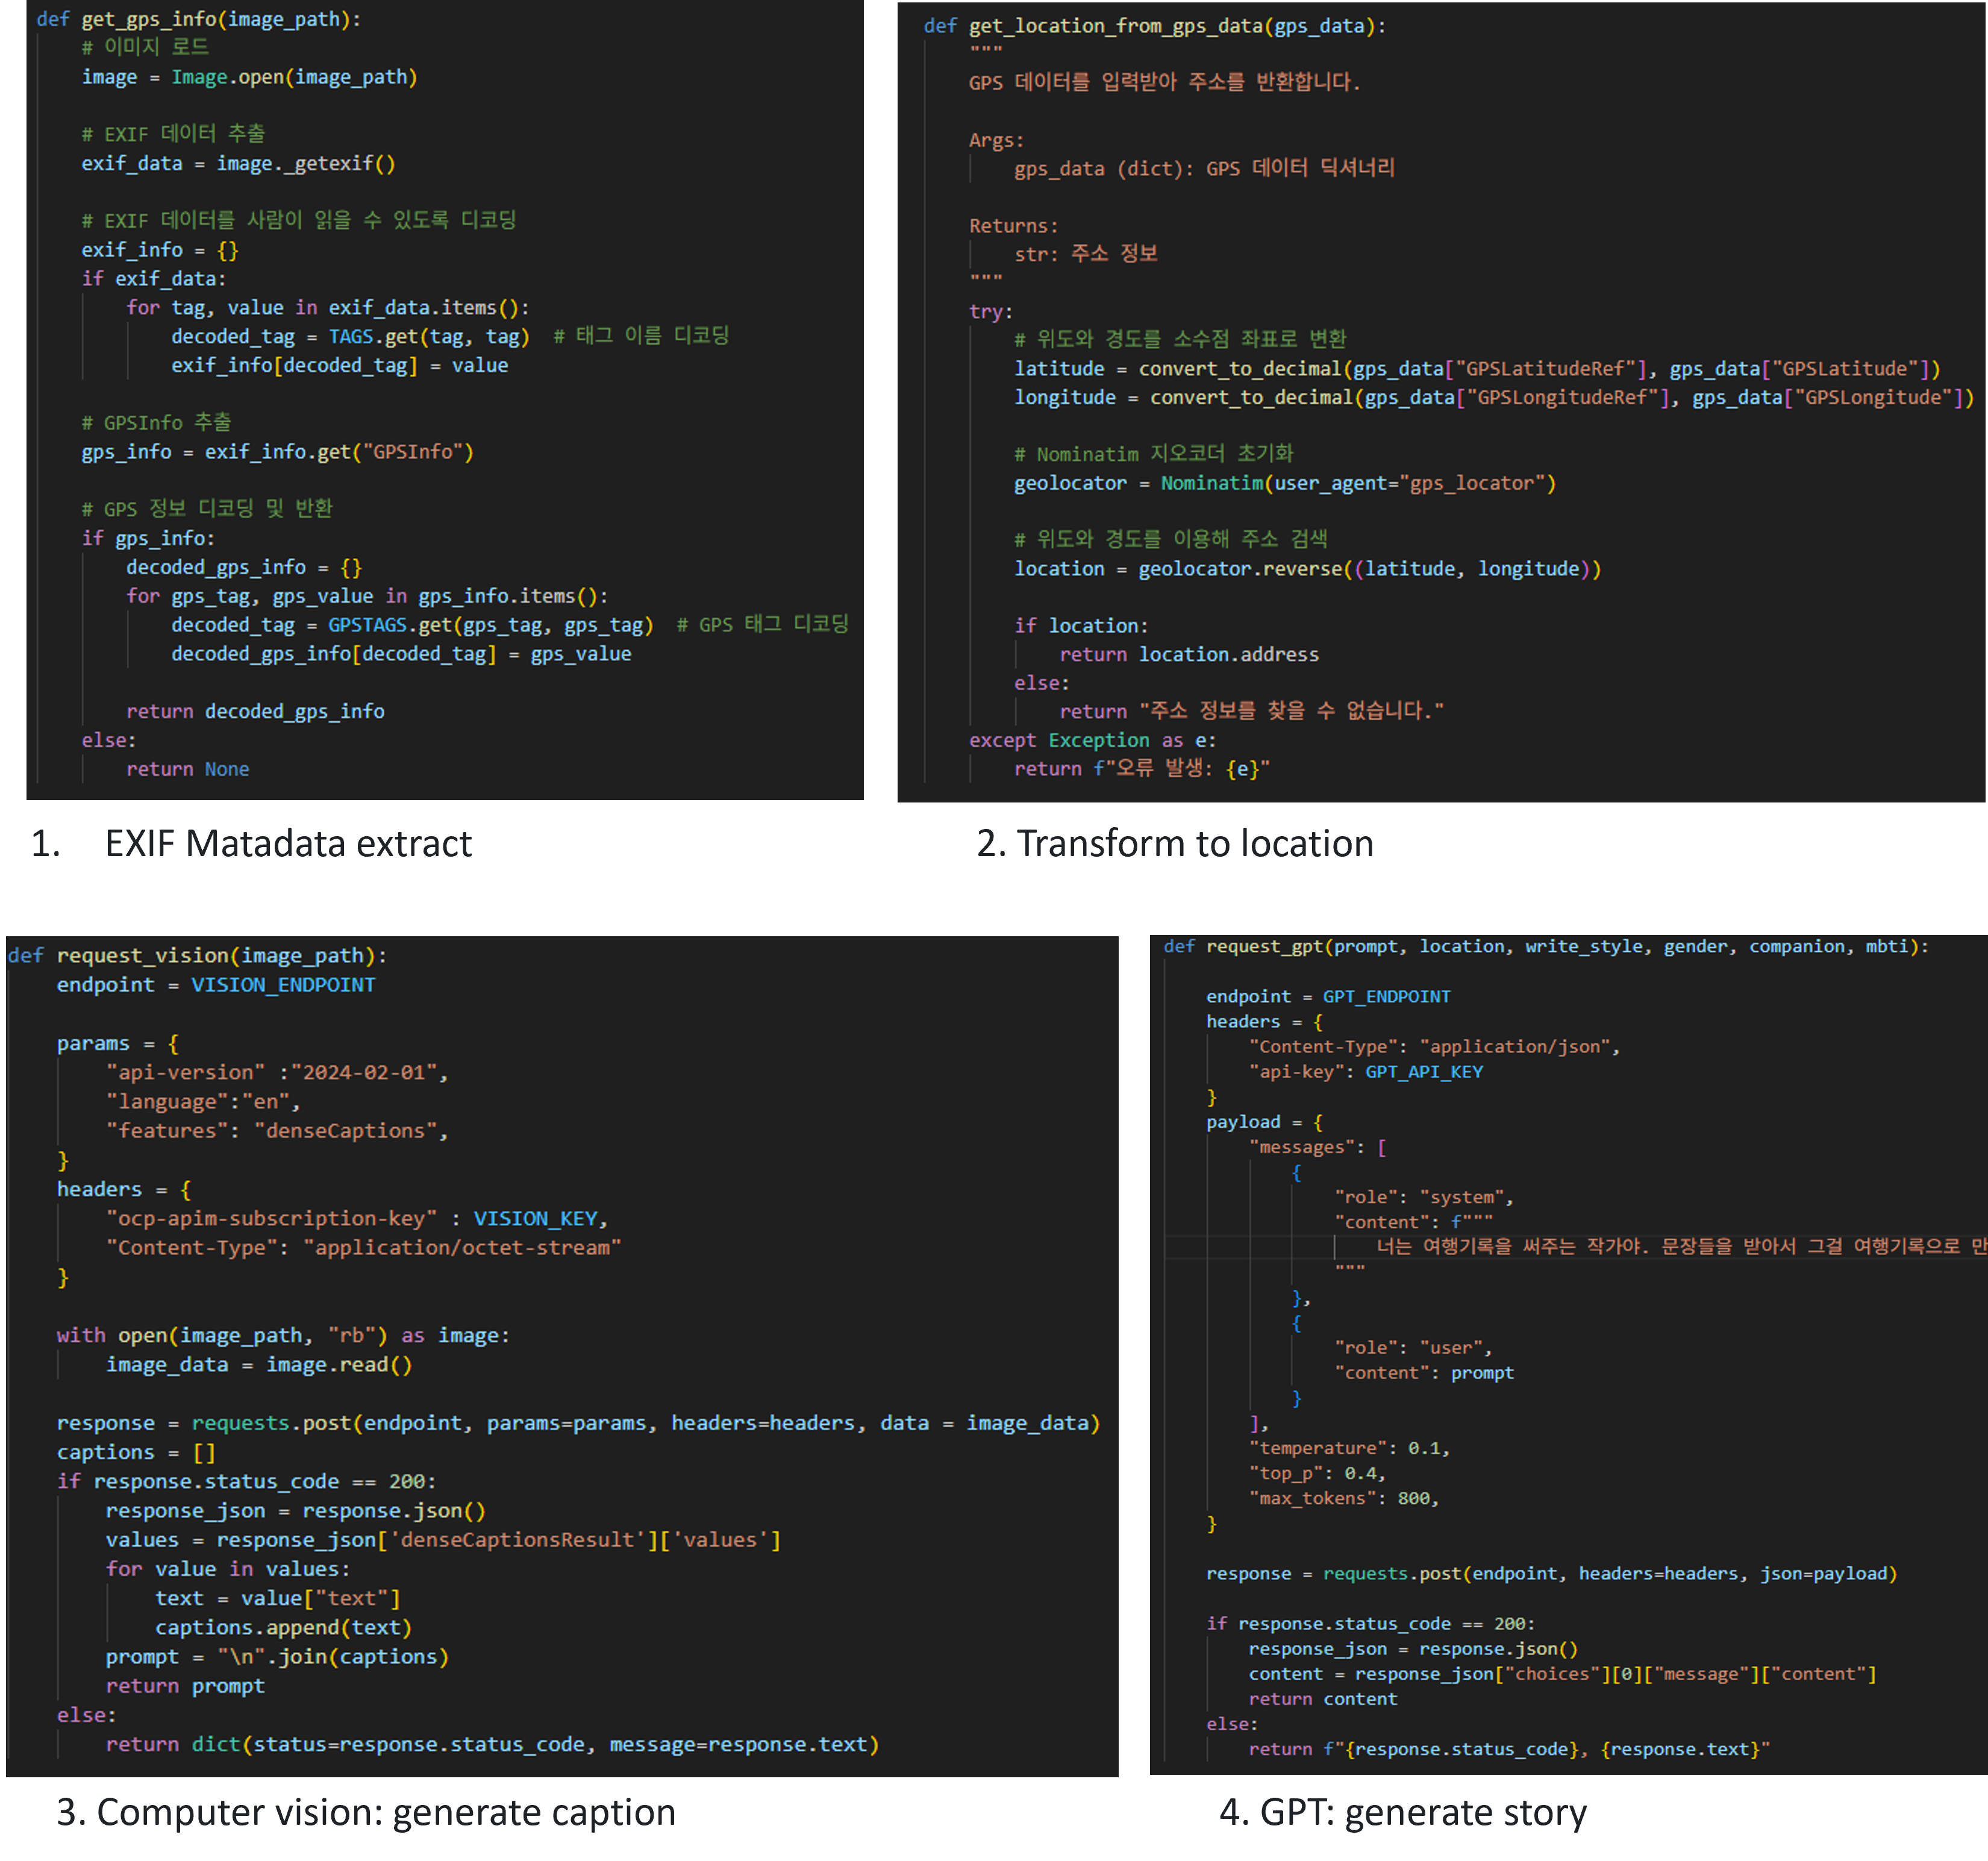 def get_gps_info(image_path):
# 이미지 로드
image = Image.open(image_path)
# EXIF 데이터 추출
exif_data = image._getexif()
# EXIF 데이터를 사람이 읽을 수 있도록 디코딩
exif_info = {}
if exif_data:
for tag, value in exif_data.items():
decoded_tag = TAGS.get(tag, tag)  # 태그 이름 디코딩
exif_info[decoded_tag] = value
# GPSInfo 추출
gps_info = exif_info.get("GPSInfo")
# GPS 정보 디코딩 및 반환
if gps_info:
decoded_gps_info = {}
for gps_tag, gps_value in gps_info.items():
decoded_tag = GPSTAGS.get(gps_tag, gps_tag)  # GPS 태그 디코딩
decoded_gps_info[decoded_tag] = gps_value
return decoded_gps_info
else:
return None
1. EXIF Matadata extract
def get_location_from_gps_data(gps_data):
"""
GPS 데이터를 입력받아 주소를 반환합니다.
Args:
gps_data (dict): GPS 데이터 딕셔너리
Returns:
str: 주소 정보
"""
try:
# 위도와 경도를 소수점 좌표로 변환
latitude = convert_to_decimal(gps_data["GPSLatitudeRef"], gps_data["GPSLatitude"])
longitude = convert_to_decimal(gps_data["GPSLongitudeRef"], gps_data["GPSLongitude"])
# Nominatim 지오코더 초기화
geolocator = Nominatim(user_agent="gps_locator")
# 위도와 경도를 이용해 주소 검색
location = geolocator.reverse((latitude, longitude))
if location:
return location.address
else:
return "주소 정보를 찾을 수 없습니다."
except Exception as e:
return f"오류 발생: {e}"
2. Transform to location
def request_vision(image_path):
endpoint = VISION_ENDPOINT
params = {
"api-version" :"2024-02-01",
"language":"en",
"features": "denseCaptions",
}
headers = {
"ocp-apim-subscription-key" : VISION_KEY,
"Content-Type": "application/octet-stream"
}
with open(image_path, "rb") as image:
image_data = image.read()
response = requests.post(endpoint, params=params, headers=headers, data = image_data)
captions = []
if response.status_code == 200:
response_json = response.json()
values = response_json['denseCaptionsResult']['values']
for value in values:
text = value["text"]
captions.append(text)
prompt = "\n".join(captions)
return prompt
else:
return dict(status=response.status_code, message=response.text)
3. Computer vision: generate caption
def request_gpt(prompt, location, write_style, gender, companion, mbti):
endpoint = GPT_ENDPOINT
headers = {
"Content-Type": "application/json",
"api-key": GPT_API_KEY
}
payload = {
"messages": [
{
"role": "system",
"content": f"""
너는 여행기록을 써주는 작가야. 문장들을 받아서 그걸 여행기록으로 만
"""
},
{
"role": "user",
"content": prompt
}
],
"temperature": 0.1,
"top_p": 0.4,
"max_tokens": 800,
}
response = requests.post(endpoint, headers=headers, json=payload)
if response.status_code == 200:
response_json = response.json()
content = response_json["choices"][0]["message"]["content"]
return content
else:
return f"{response.status_code}, {response.text}"
4. GPT: generate story